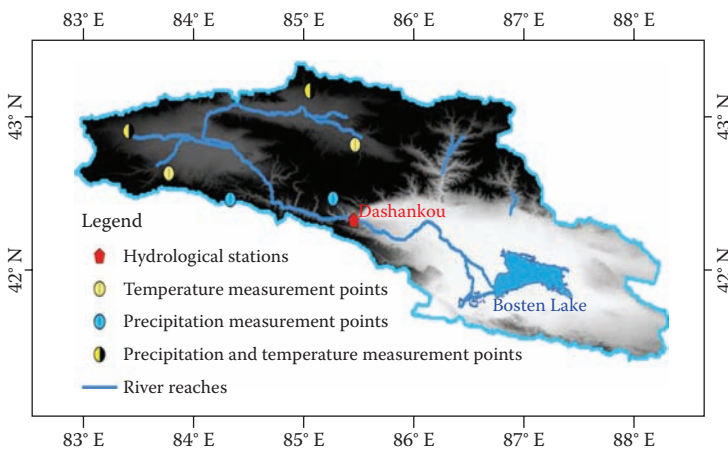 83° E 84° E 85° E 86° E 87° E 88° E
43° N 43° N
Dashankou
Legend
Hydrological stations
42° N 42° N
Temperature measurement points
Bosten Lake
Precipitation measurement points
Precipitation and temperature measurement points
River reaches
83° E 84° E 85° E 86° E 87° E 88° E